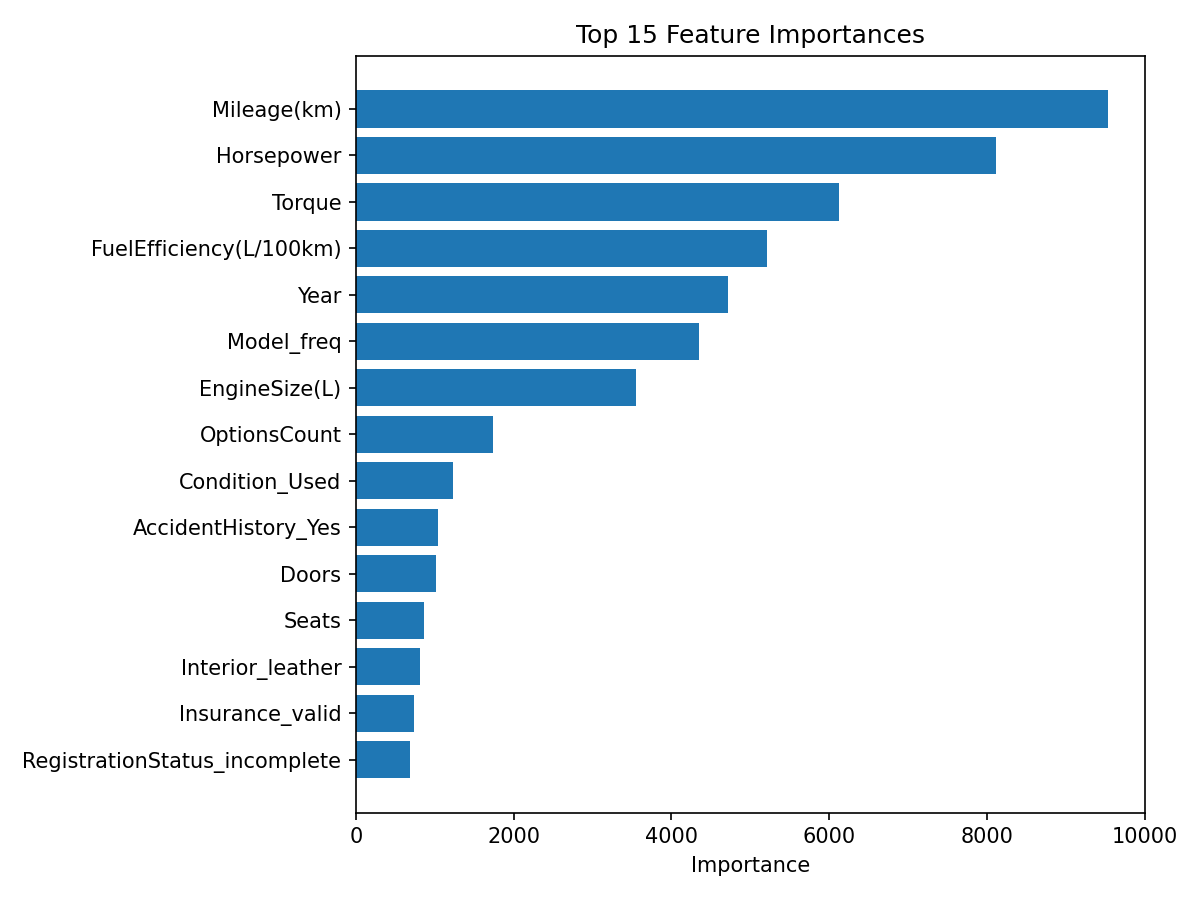 Top 15 Feature Importances
Mileage(km)
Horsepower
Torque
FuelEfficiency(L/100km)
Year
Model_freq
EngineSize(L)
OptionsCount
Condition_Used
AccidentHistory_Yes
Doors
Seats
Interior_leather
Insurance_valid
RegistrationStatus_incomplete
0 2000 4000 6000 8000 10000
Importance